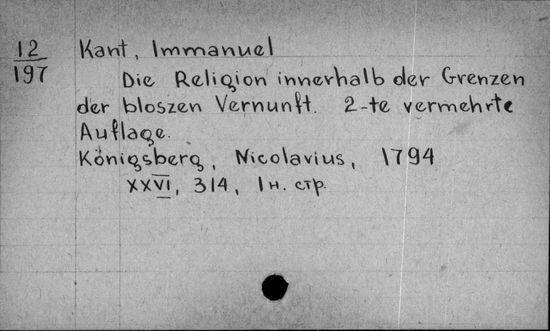 12
197
Kant, Immanuel
Die Religion innerhalb der Grenzen
der bloszen Vernunft. 2-te vermehrte
Auflage.
Königsberg, Nicolavius, 1794
XXVI, 314, 1 н. стр.